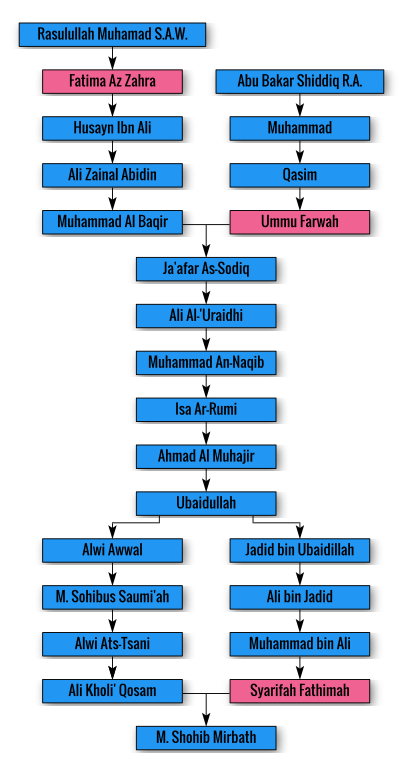 Rasulullah Muhamad S.A.W.
Fatima Az Zahra
Abu Bakar Shiddiq R.A.
Husayn Ibn Ali
Muhammad
Ali Zainal Abidin
Qasim
Muhammad Al Baqir
Ummu Farwah
Ja'afar As-Sodiq
Ali Al-'Uraidhi
Muhammad An-Naqib
Isa Ar-Rumi
Ahmad Al Muhajir
Ubaidullah
Alwi Awwal
Jadid bin Ubaidillah
M. Sohibus Saumi'ah
Ali bin Jadid
Alwi Ats-Tsani
Muhammad bin Ali
Ali Kholi' Qosam
Syarifah Fathimah
M. Shohib Mirbath